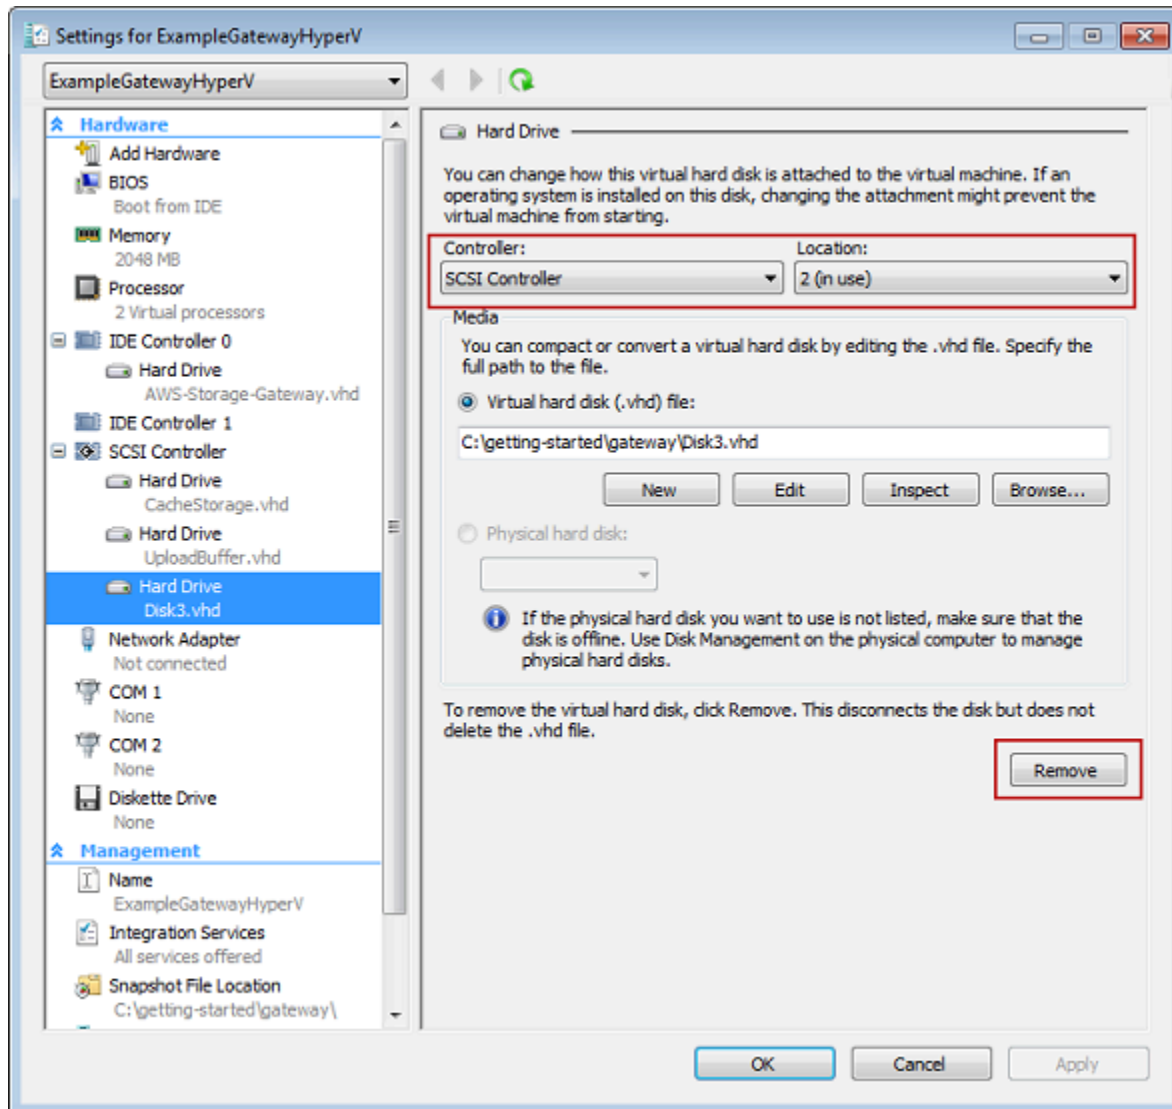 Settings for ExampleGatewayHyperV
ExampleGatewayHyperV
Hardware
Add Hardware
BIOS
Boot from IDE
Memory
2048 MB
Processor
2 Virtual processors
IDE Controller 0
Hard Drive
AWS-Storage-Gateway.vhd
IDE Controller 1
SCSI Controller
Hard Drive
CacheStorage.vhd
Hard Drive
UploadBuffer.vhd
Hard Drive
Disk3.vhd
Network Adapter
Not connected
COM 1
None
COM 2
None
Diskette Drive
None
Management
Name
ExampleGatewayHyperV
Integration Services
All services offered
Snapshot File Location
C:\getting-started\gateway\
Hard Drive
You can change how this virtual hard disk is attached to the virtual machine. If an
operating system is installed on this disk, changing the attachment might prevent the
virtual machine from starting.
Controller: Location:
SCSI Controller 2 (in use)
Media
You can compact or convert a virtual hard disk by editing the .vhd file. Specify the
full path to the file.
Virtual hard disk (.vhd) file:
C:\getting-started\gateway\Disk3.vhd
New Edit Inspect Browse...
Physical hard disk:
If the physical hard disk you want to use is not listed, make sure that the
disk is offline. Use Disk Management on the physical computer to manage
physical hard disks.
To remove the virtual hard disk, click Remove. This disconnects the disk but does not
delete the .vhd file.
Remove
OK Cancel Apply